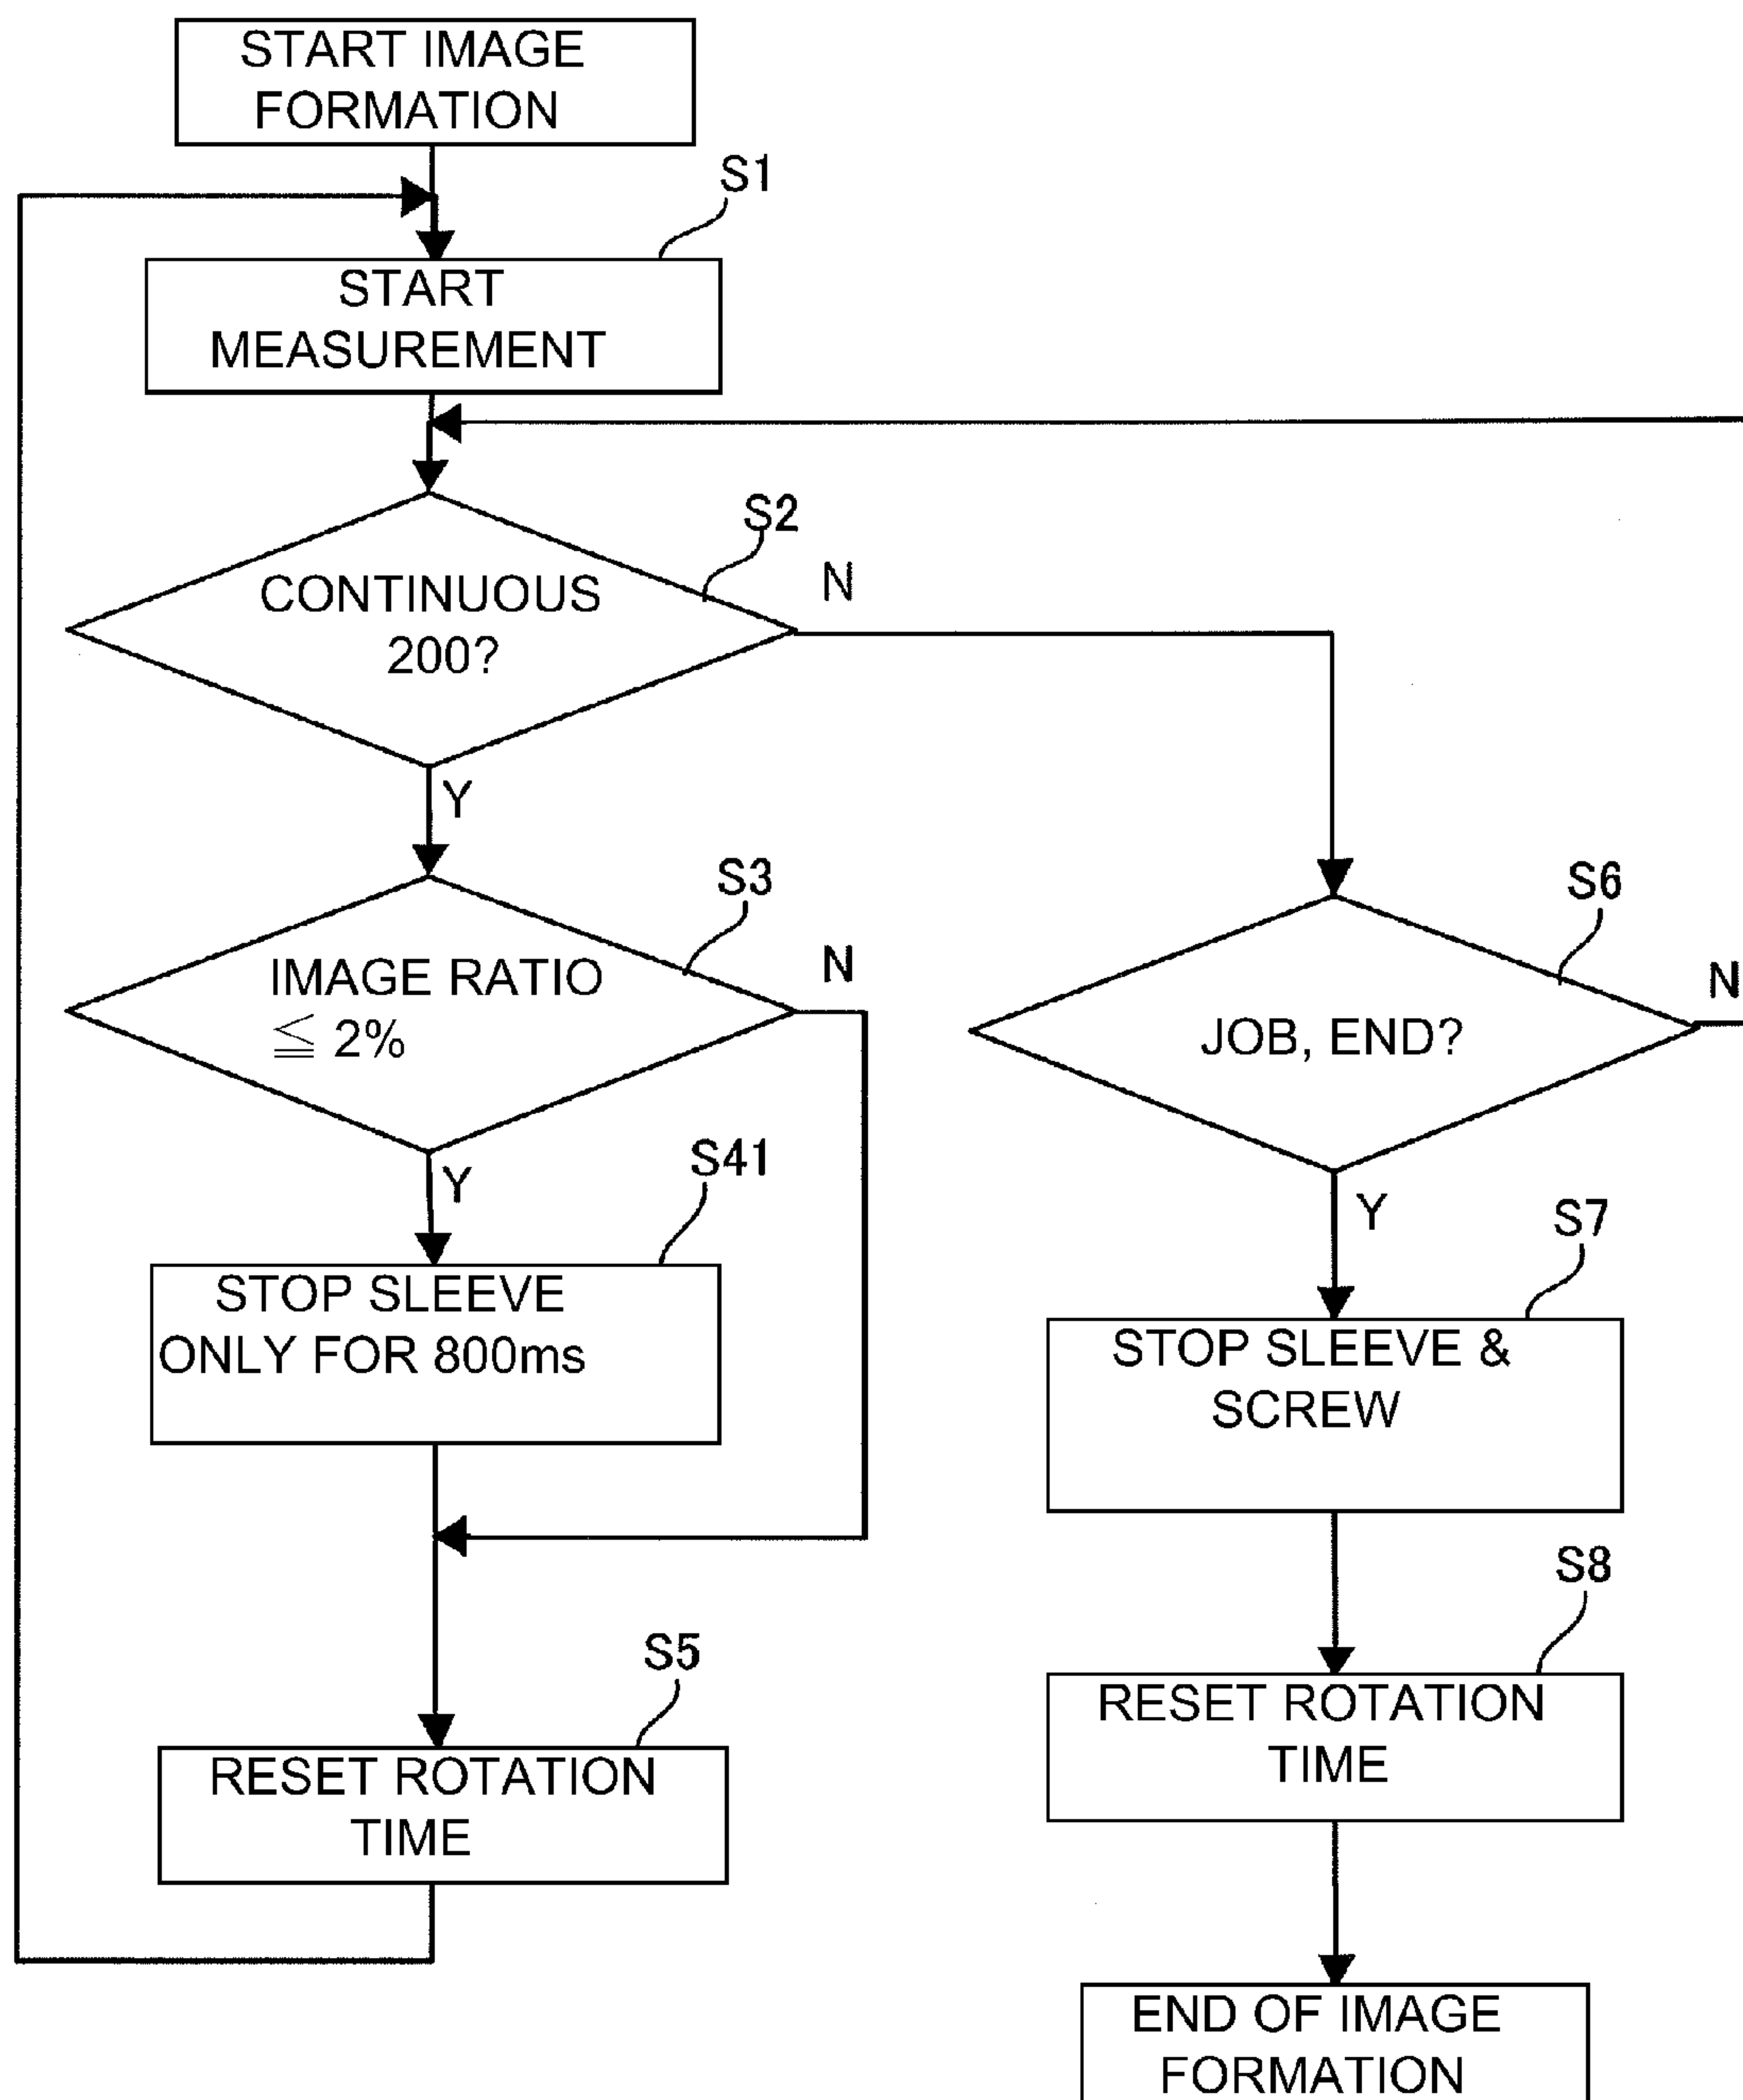 START IMAGE
FORMATION
S1
START
MEASUREMENT
S2
CONTINUOUS
200?
N
Y
S3
IMAGE RATIO
≦ 2%
N
Y
S41
STOP SLEEVE
ONLY FOR 800ms
S5
RESET ROTATION
TIME
S6
JOB, END?
N
Y
S7
STOP SLEEVE &
SCREW
S8
RESET ROTATION
TIME
END OF IMAGE
FORMATION